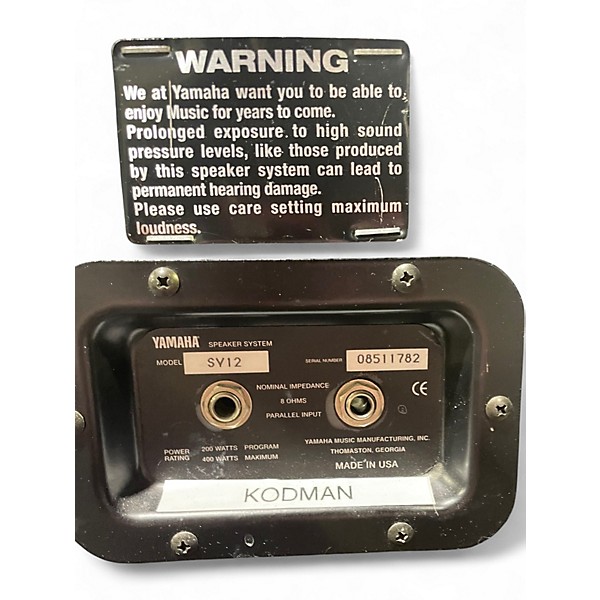 WARNING
We at Yamaha want you to be able to
enjoy Music for years to come.
Prolonged exposure to high sound
pressure levels, like those produced
by this speaker system can lead to
permanent hearing damage.
Please use care setting maximum
loudness.
YAMAHA SPEAKER SYSTEM
MODEL SV12 SERIAL NUMBER 08511782
NOMINAL IMPEDANCE
8 OHMS
PARALLEL INPUT
CE
POWER RATING 200 WATTS PROGRAM
400 WATTS MAXIMUM
YAMAHA MUSIC MANUFACTURING, INC.
THOMASTON, GEORGIA
MADE IN USA
KODMAN